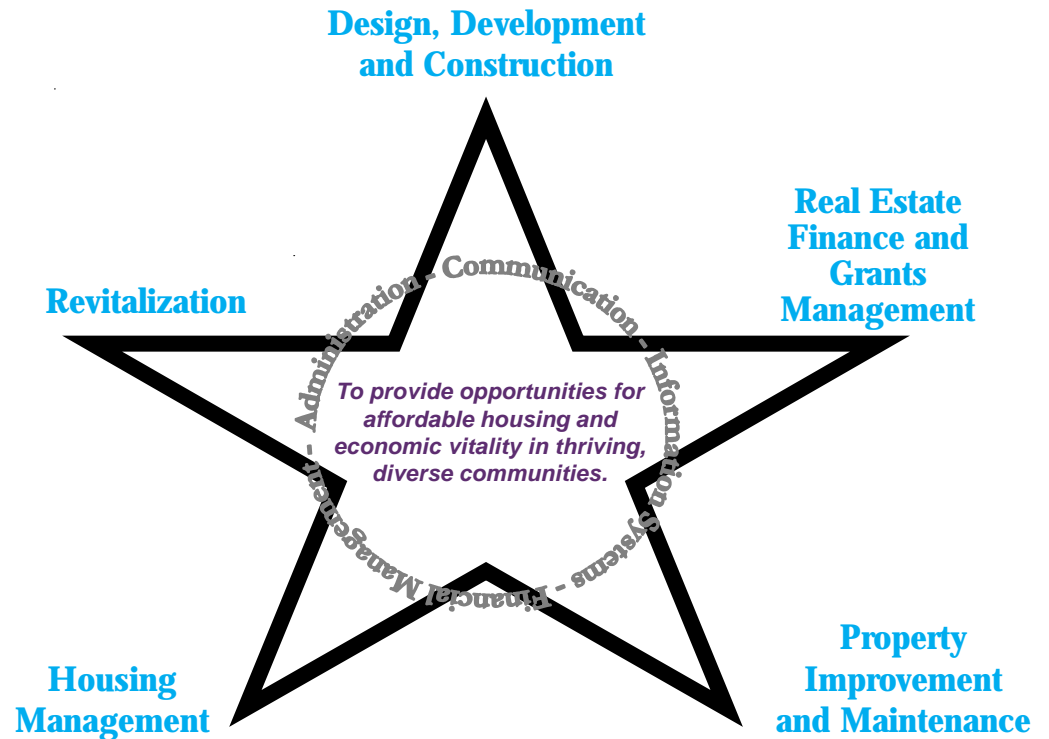 Design, Development
and Construction
Real Estate
Finance and
Grants
Management
Revitalization
Administration - Communication - Information Systems - Financial Management -
To provide opportunities for
affordable housing and
economic vitality in thriving,
diverse communities.
Housing
Management
Property
Improvement
and Maintenance